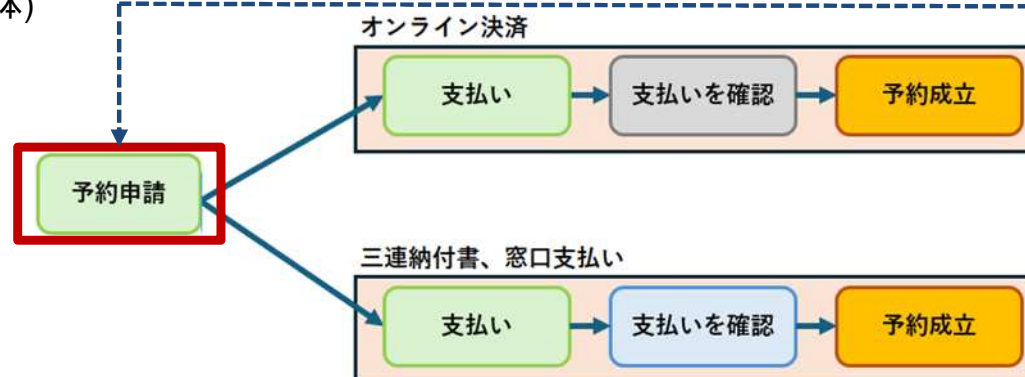 本)
オンライン決済
支払い
支払いを確認
予約成立
予約申請
三連納付書、窓口支払い
支払い
支払いを確認
予約成立